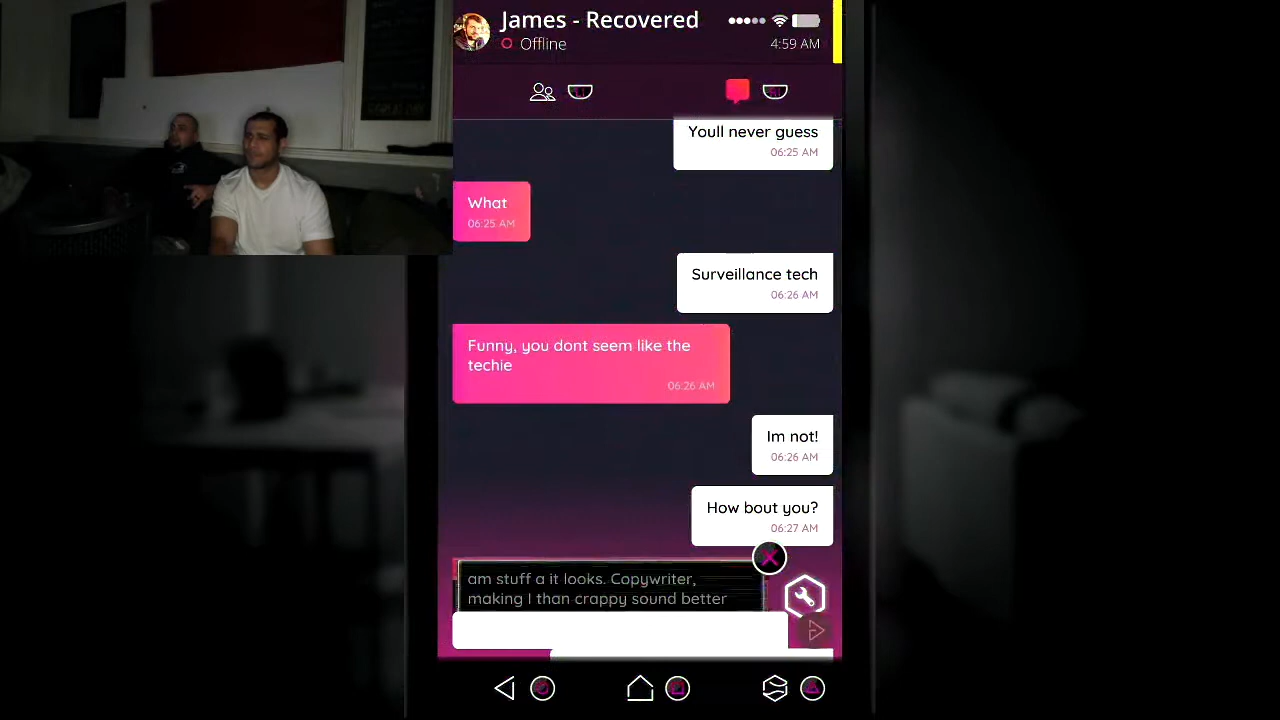 James - Recovered
Offline
4:59 AM
Youll never guess
06:25 AM
What
06:25 AM
Surveillance tech
06:26 AM
Funny, you dont seem like the
techie
06:26 AM
Im not!
06:26 AM
How bout you?
06:27 AM
am stuff a it looks. Copywriter,
making I than crappy sound better